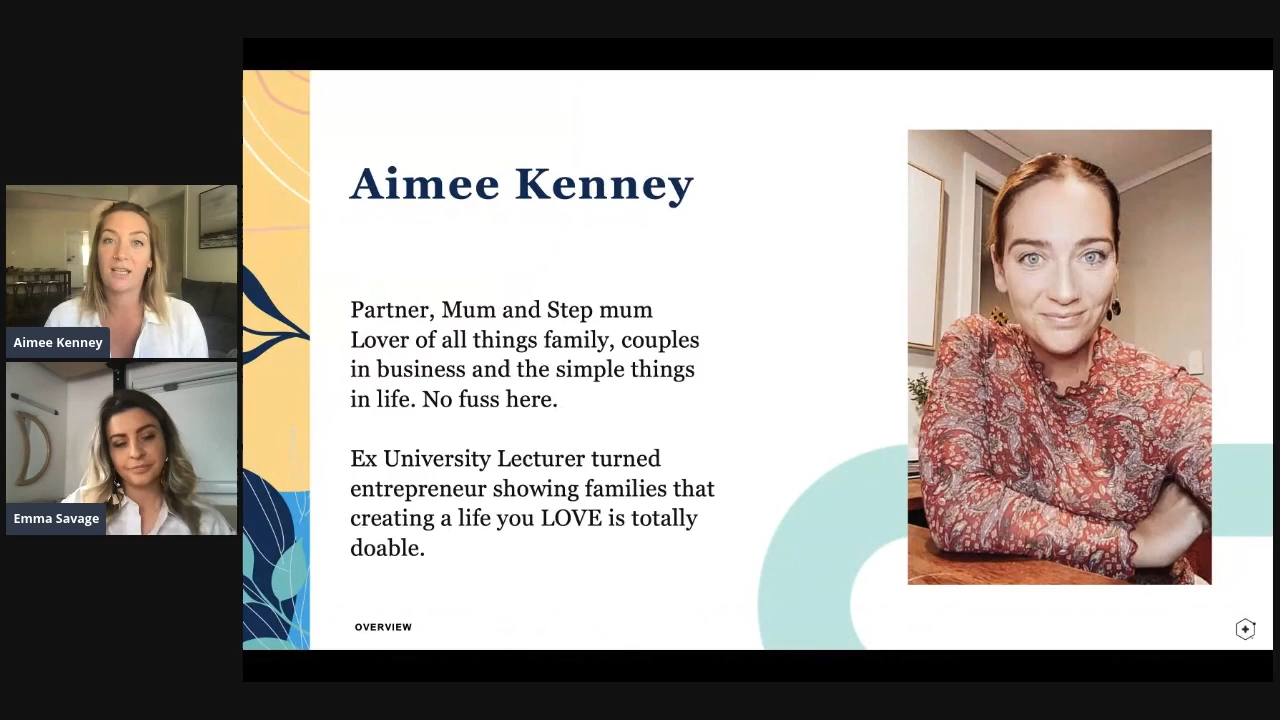 Aimee Kenney
Partner, Mum and Step mum
Lover of all things family, couples
in business and the simple things
in life. No fuss here.
Ex University Lecturer turned
entrepreneur showing families that
creating a life you LOVE is totally
doable.
OVERVIEW
Aimee Kenney
Emma Savage